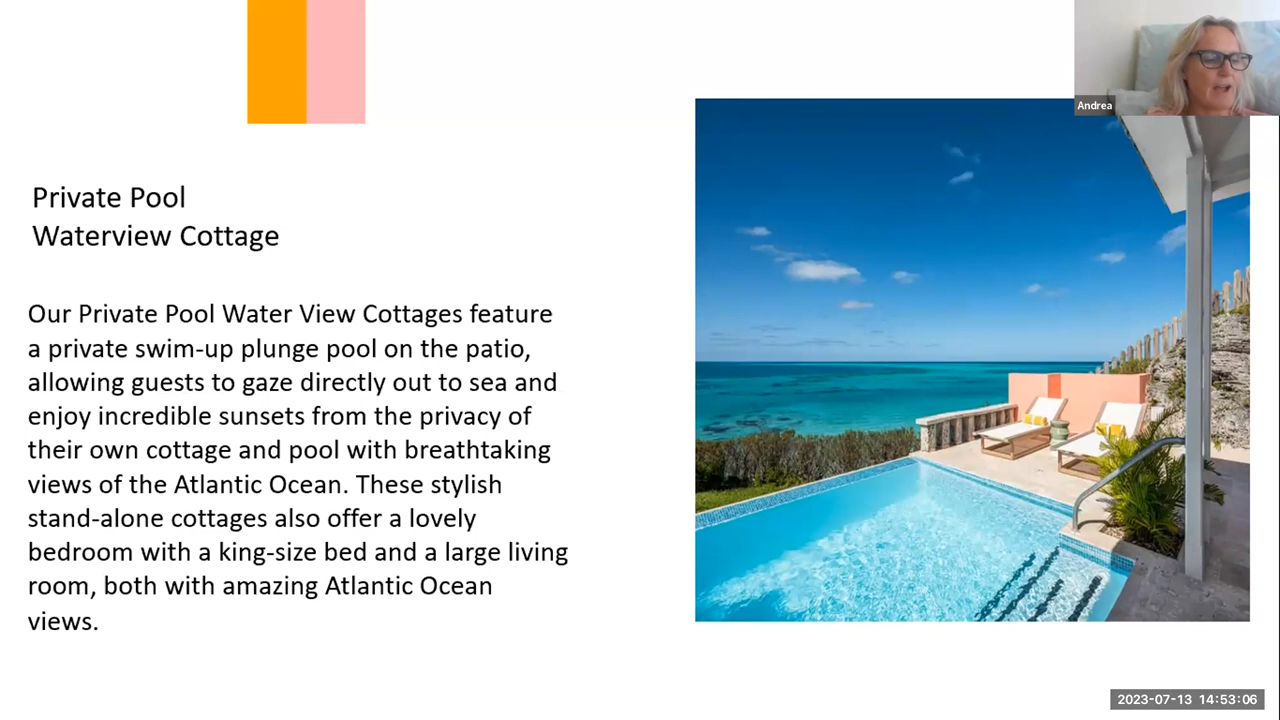 Andrea
Private Pool
Waterview Cottage
Our Private Pool Water View Cottages feature
a private swim-up plunge pool on the patio,
allowing guests to gaze directly out to sea and
enjoy incredible sunsets from the privacy of
their own cottage and pool with breathtaking
views of the Atlantic Ocean. These stylish
stand-alone cottages also offer a lovely
bedroom with a king-size bed and a large living
room, both with amazing Atlantic Ocean
views.
2023-07-13 14:53:06